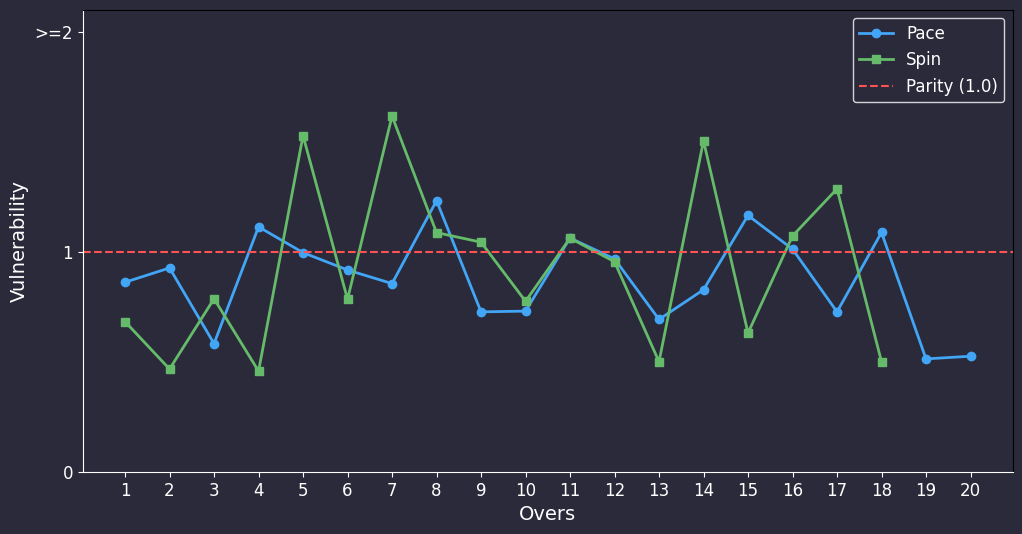 >=2
1
0
Vulnerability
Pace
Spin
Parity (1.0)
1 2 3 4 5 6 7 8 9 10 11 12 13 14 15 16 17 18 19 20
Overs